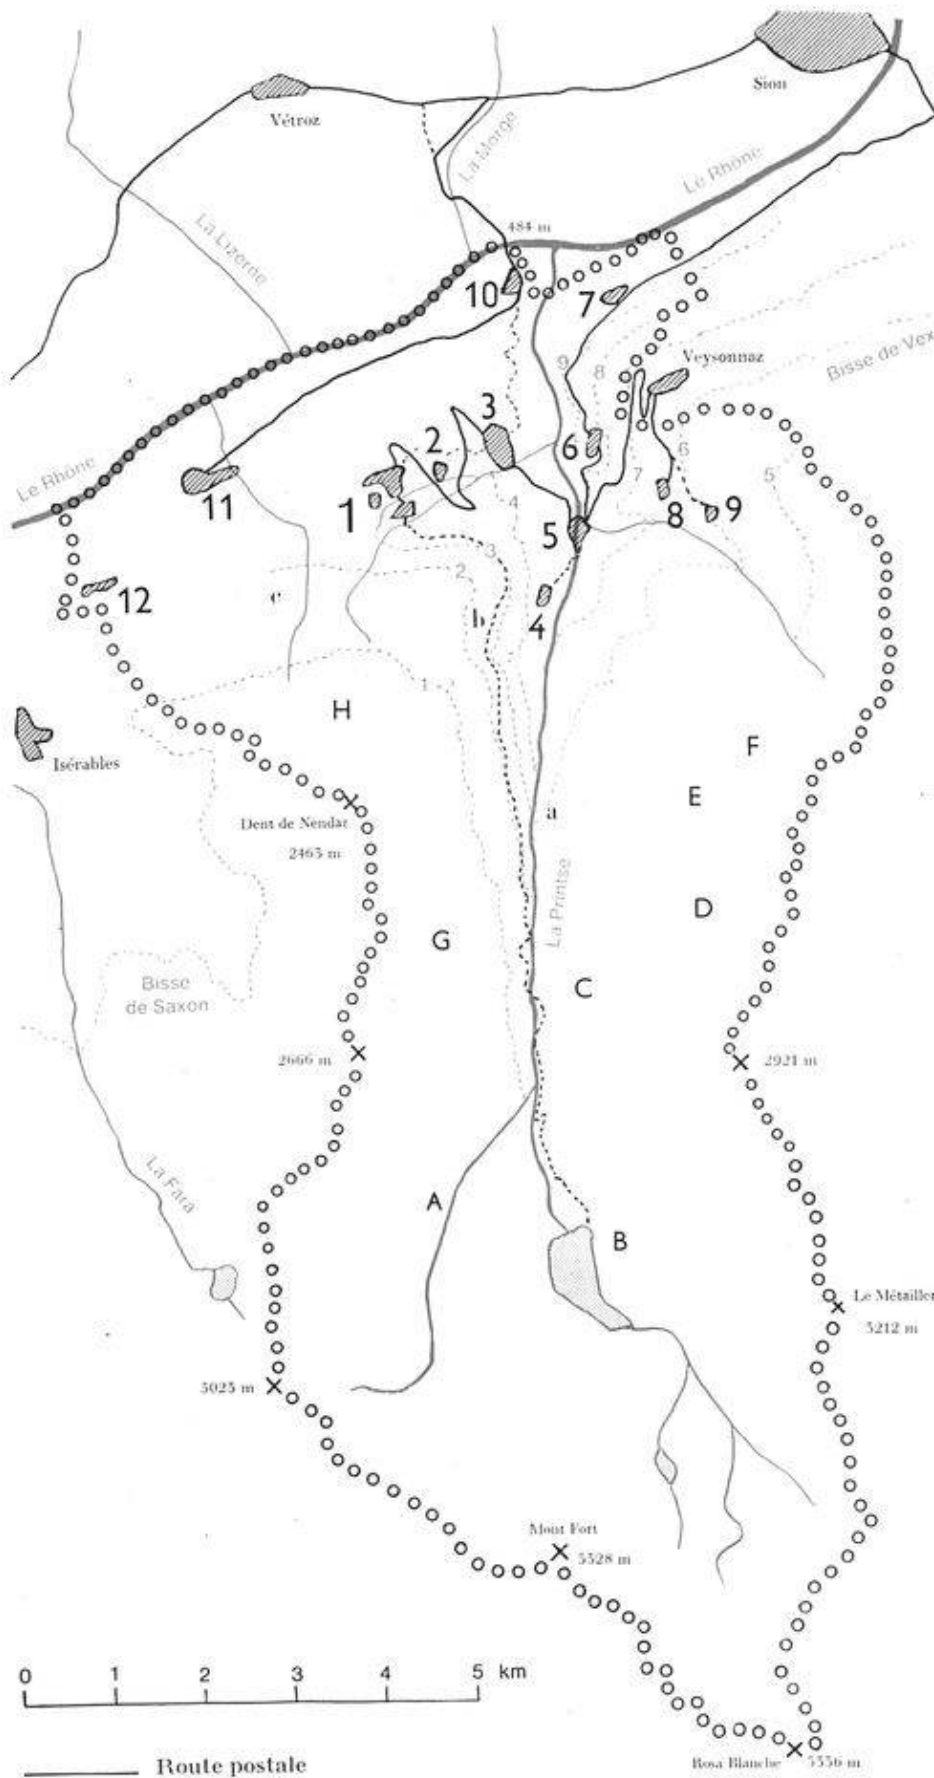 Sion
Vétroz
La Morge
Le Rhône
La Lizerne
484 m
10
7
Veysonnaz
Bisse de Vex
9
8
3
2
6
7
6
5
Le Rhône
11
1
4
5
8
9
3
2
12
c
b
4
1
H
F
Isérables
E
Dent de Nendaz
2463 m
a
La Printse
D
G
Bisse
de Saxon
C
2666 m
2921 m
La Fara
A
B
Le Métailler
3212 m
3023 m
Mont Fort
3328 m
0 1 2 3 4 5 km
Route postale
Rosa Blanche 3336 m